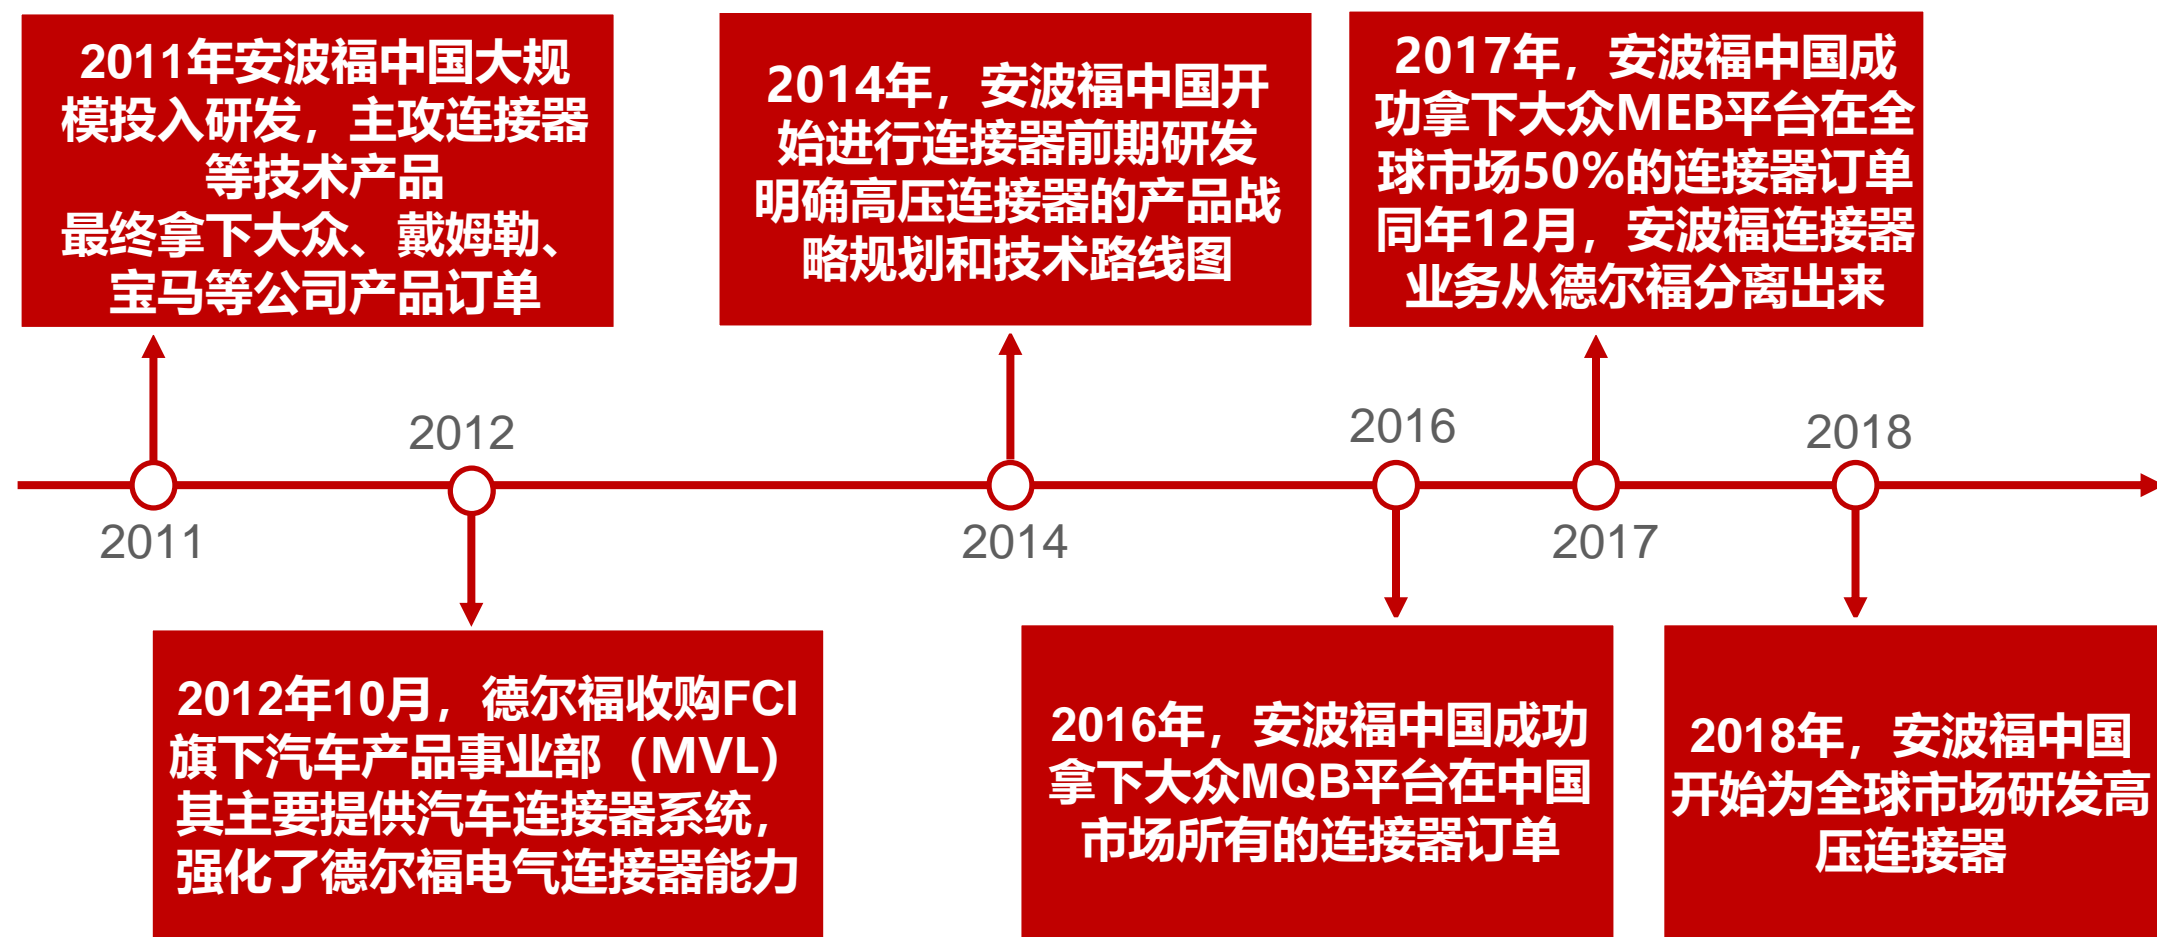 2011年安波福中国大规
模投入研发，主攻连接器
等技术产品
最终拿下大众、戴姆勒、
宝马等公司产品订单
2014年，安波福中国开
始进行连接器前期研发
明确高压连接器的产品战
略规划和技术路线图
2017年，安波福中国成
功拿下大众MEB平台在全
球市场50%的连接器订单
同年12月，安波福连接器
业务从德尔福分离出来
2012
2016
2018
2011
2014
2017
2012年10月，德尔福收购FCI
旗下汽车产品事业部（MVL）
其主要提供汽车连接器系统，
强化了德尔福电气连接器能力
2016年，安波福中国成功
拿下大众MQB平台在中国
市场所有的连接器订单
2018年，安波福中国
开始为全球市场研发高
压连接器